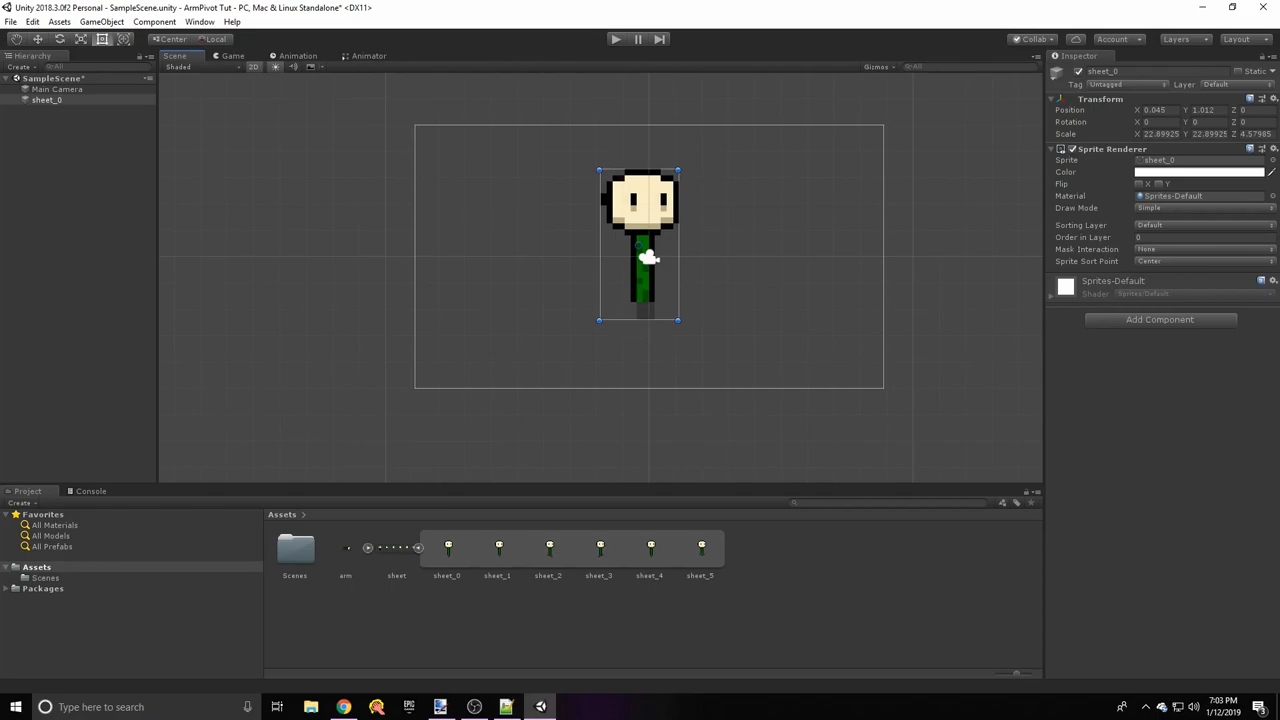 Unity 2018.3.0f2 Personal - SampleScene.unity - ArmPivot Tut - PC, Mac & Linux Standalone* <DX11>
File Edit Assets GameObject Component Window Help
Center Local Collab Account Layers Layout
Hierarchy Scene Game Animation Animator Inspector
Create All Shaded 2D Gizmos All
SampleScene*
Main Camera
sheet_0
sheet_0 Static
Tag Untagged Layer Default
Transform
Position X 0.045 Y 1.012 Z 0
Rotation X 0 Y 0 Z 0
Scale X 22.89925 Y 22.89925 Z 4.57985
Sprite Renderer
Sprite sheet_0
Color
Flip X Y
Material Sprites-Default
Draw Mode Simple
Sorting Layer Default
Order in Layer 0
Mask Interaction None
Sprite Sort Point Center
Sprites-Default
Shader Sprites/Default
Add Component
Project Console
Create
Favorites
All Materials
All Models
All Prefabs
Assets
Scenes
Packages
Assets
Scenes arm sheet sheet_0 sheet_1 sheet_2 sheet_3 sheet_4 sheet_5
Type here to search
EPIC
7:03 PM
1/12/2019